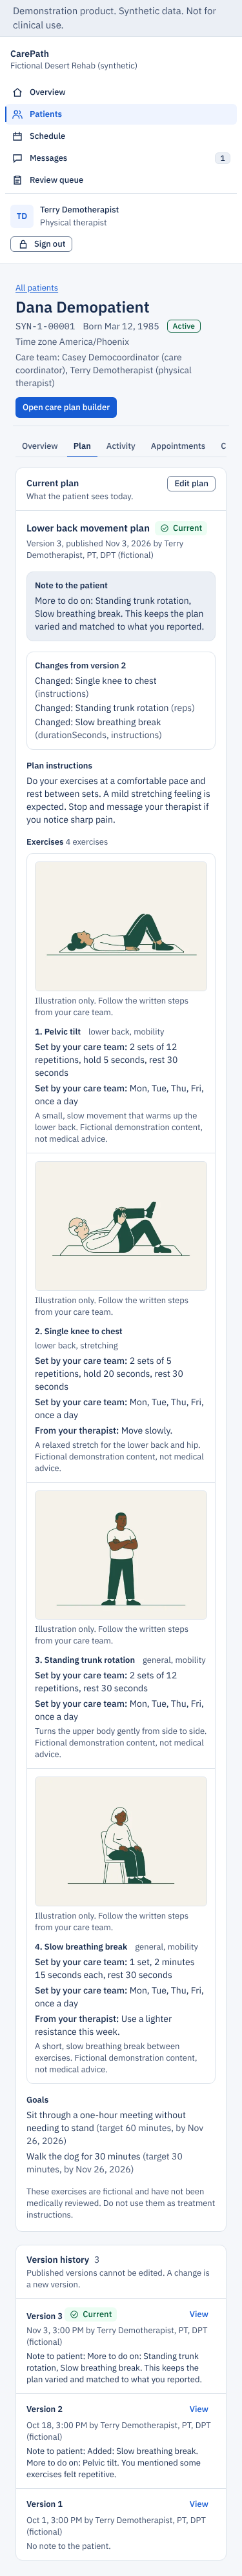 Demonstration product. Synthetic data. Not for
clinical use.
CarePath
Fictional Desert Rehab (synthetic)
Overview
Patients
Schedule
Messages 1
Review queue
TD
Terry Demotherapist
Physical therapist
Sign out
All patients
Dana Demopatient
SYN-1-00001 Born Mar 12, 1985 Active
Time zone America/Phoenix
Care team: Casey Democoordinator (care
coordinator), Terry Demotherapist (physical
therapist)
Open care plan builder
Overview Plan Activity Appointments C
Current plan Edit plan
What the patient sees today.
Lower back movement plan Current
Version 3, published Nov 3, 2026 by Terry
Demotherapist, PT, DPT (fictional)
Note to the patient
More to do on: Standing trunk rotation,
Slow breathing break. This keeps the plan
varied and matched to what you reported.
Changes from version 2
Changed: Single knee to chest
(instructions)
Changed: Standing trunk rotation (reps)
Changed: Slow breathing break
(durationSeconds, instructions)
Plan instructions
Do your exercises at a comfortable pace and
rest between sets. A mild stretching feeling is
expected. Stop and message your therapist if
you notice sharp pain.
Exercises 4 exercises
Illustration only. Follow the written steps
from your care team.
1. Pelvic tilt lower back, mobility
Set by your care team: 2 sets of 12
repetitions, hold 5 seconds, rest 30
seconds
Set by your care team: Mon, Tue, Thu, Fri,
once a day
A small, slow movement that warms up the
lower back. Fictional demonstration content,
not medical advice.
Illustration only. Follow the written steps
from your care team.
2. Single knee to chest
lower back, stretching
Set by your care team: 2 sets of 5
repetitions, hold 20 seconds, rest 30
seconds
Set by your care team: Mon, Tue, Thu, Fri,
once a day
From your therapist: Move slowly.
A relaxed stretch for the lower back and hip.
Fictional demonstration content, not medical
advice.
Illustration only. Follow the written steps
from your care team.
3. Standing trunk rotation general, mobility
Set by your care team: 2 sets of 12
repetitions, rest 30 seconds
Set by your care team: Mon, Tue, Thu, Fri,
once a day
Turns the upper body gently from side to side.
Fictional demonstration content, not medical
advice.
Illustration only. Follow the written steps
from your care team.
4. Slow breathing break general, mobility
Set by your care team: 1 set, 2 minutes
15 seconds each, rest 30 seconds
Set by your care team: Mon, Tue, Thu, Fri,
once a day
From your therapist: Use a lighter
resistance this week.
A short, slow breathing break between
exercises. Fictional demonstration content,
not medical advice.
Goals
Sit through a one-hour meeting without
needing to stand (target 60 minutes, by Nov
26, 2026)
Walk the dog for 30 minutes (target 30
minutes, by Nov 26, 2026)
These exercises are fictional and have not been
medically reviewed. Do not use them as treatment
instructions.
Version history 3
Published versions cannot be edited. A change is
a new version.
Version 3 Current View
Nov 3, 3:00 PM by Terry Demotherapist, PT, DPT
(fictional)
Note to patient: More to do on: Standing trunk
rotation, Slow breathing break. This keeps the
plan varied and matched to what you reported.
Version 2 View
Oct 18, 3:00 PM by Terry Demotherapist, PT, DPT
(fictional)
Note to patient: Added: Slow breathing break.
More to do on: Pelvic tilt. You mentioned some
exercises felt repetitive.
Version 1 View
Oct 1, 3:00 PM by Terry Demotherapist, PT, DPT
(fictional)
No note to the patient.